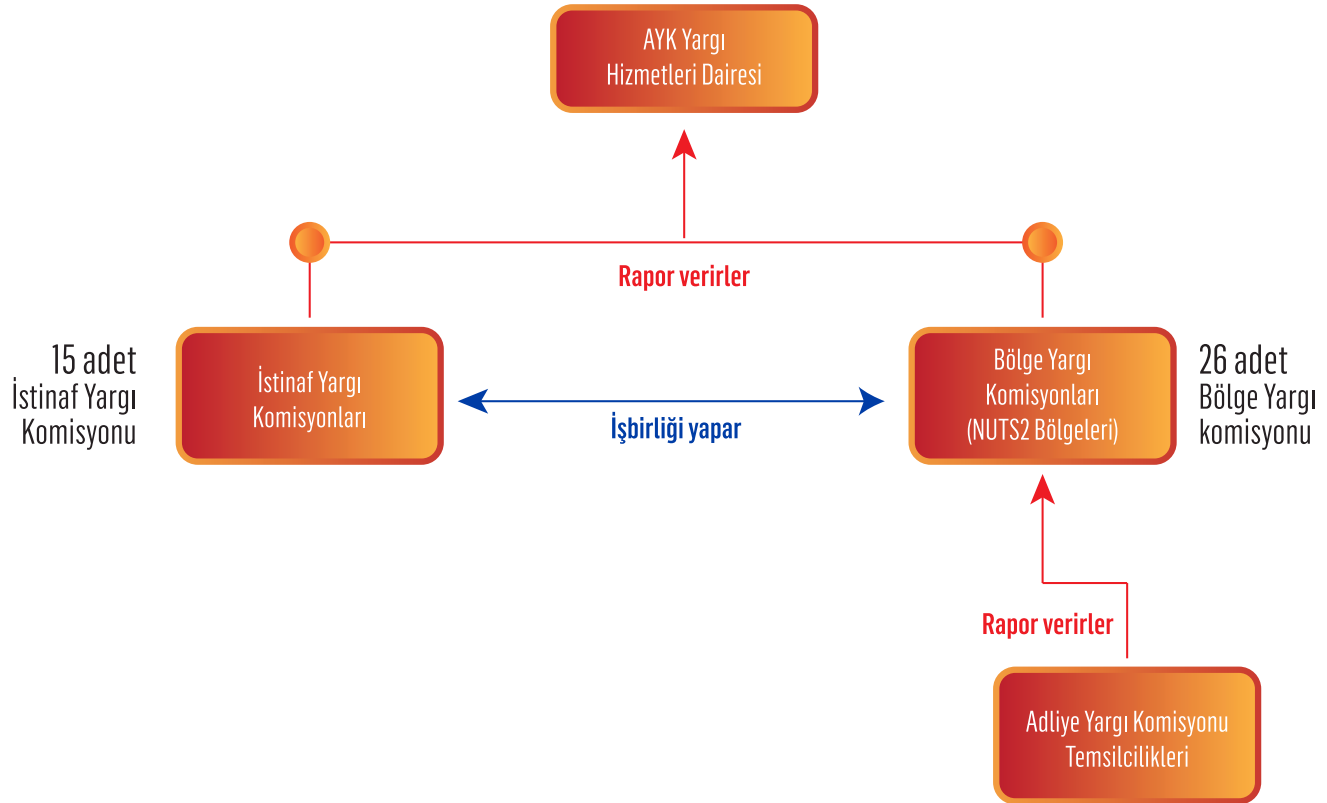 AYK Yargı
Hizmetleri Dairesi
Rapor verirler
15 adet
İstinaf Yargı
Komisyonu
İstinaf Yargı
Komisyonları
İşbirliği yapar
Bölge Yargı
Komisyonları
(NUTS2 Bölgeleri)
26 adet
Bölge Yargı
komisyonu
Rapor verirler
Adliye Yargı Komisyonu
Temsilcilikleri